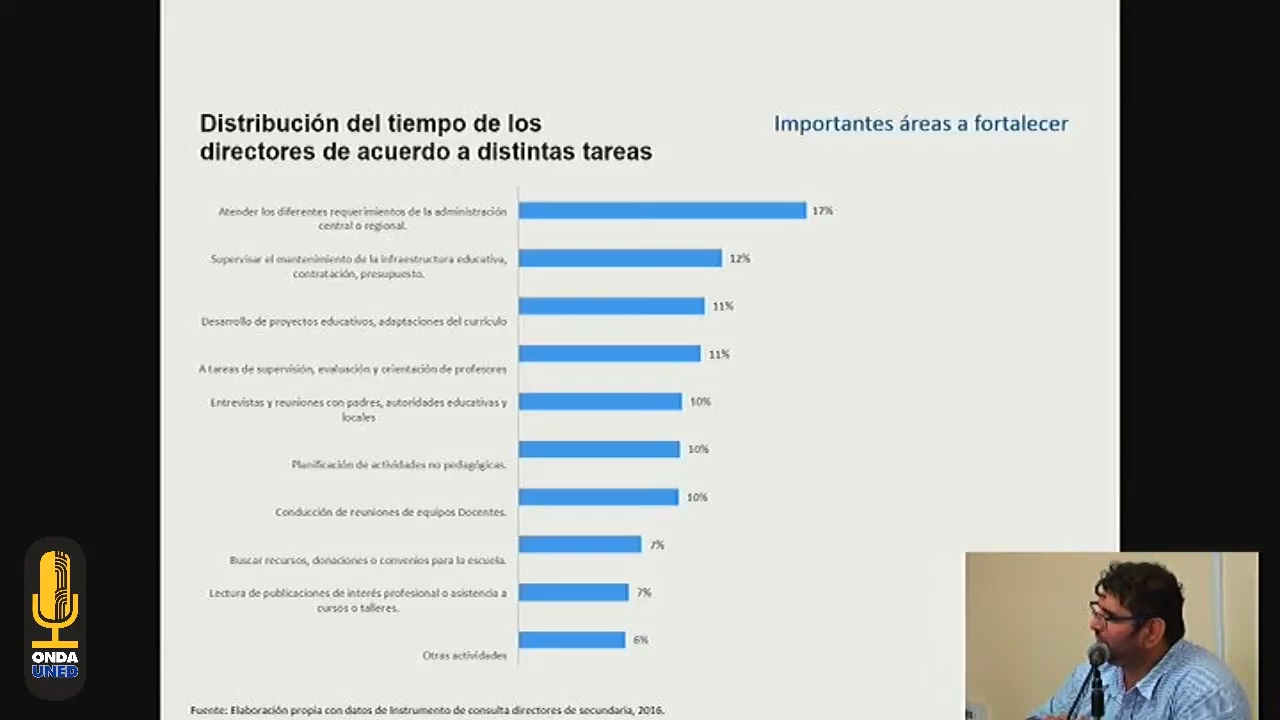 Distribución del tiempo de los
directores de acuerdo a distintas tareas
Importantes áreas a fortalecer
Atender los diferentes requerimientos de la administración
central o regional.
17%
Supervisar el mantenimiento de la infraestructura educativa,
contratación, presupuesto.
12%
Desarrollo de proyectos educativos, adaptaciones del currículo
11%
A tareas de supervisión, evaluación y orientación de profesores
11%
Entrevistas y reuniones con padres, autoridades educativas y
locales
10%
Planificación de actividades no pedagógicas.
10%
Conducción de reuniones de equipos Docentes.
10%
Buscar recursos, donaciones o convenios para la escuela.
7%
Lectura de publicaciones de interés profesional o asistencia a
cursos o talleres.
7%
Otras actividades
6%
Fuente: Elaboración propia con datos de Instrumento de consulta directores de secundaria, 2016.
ONDA
UNED